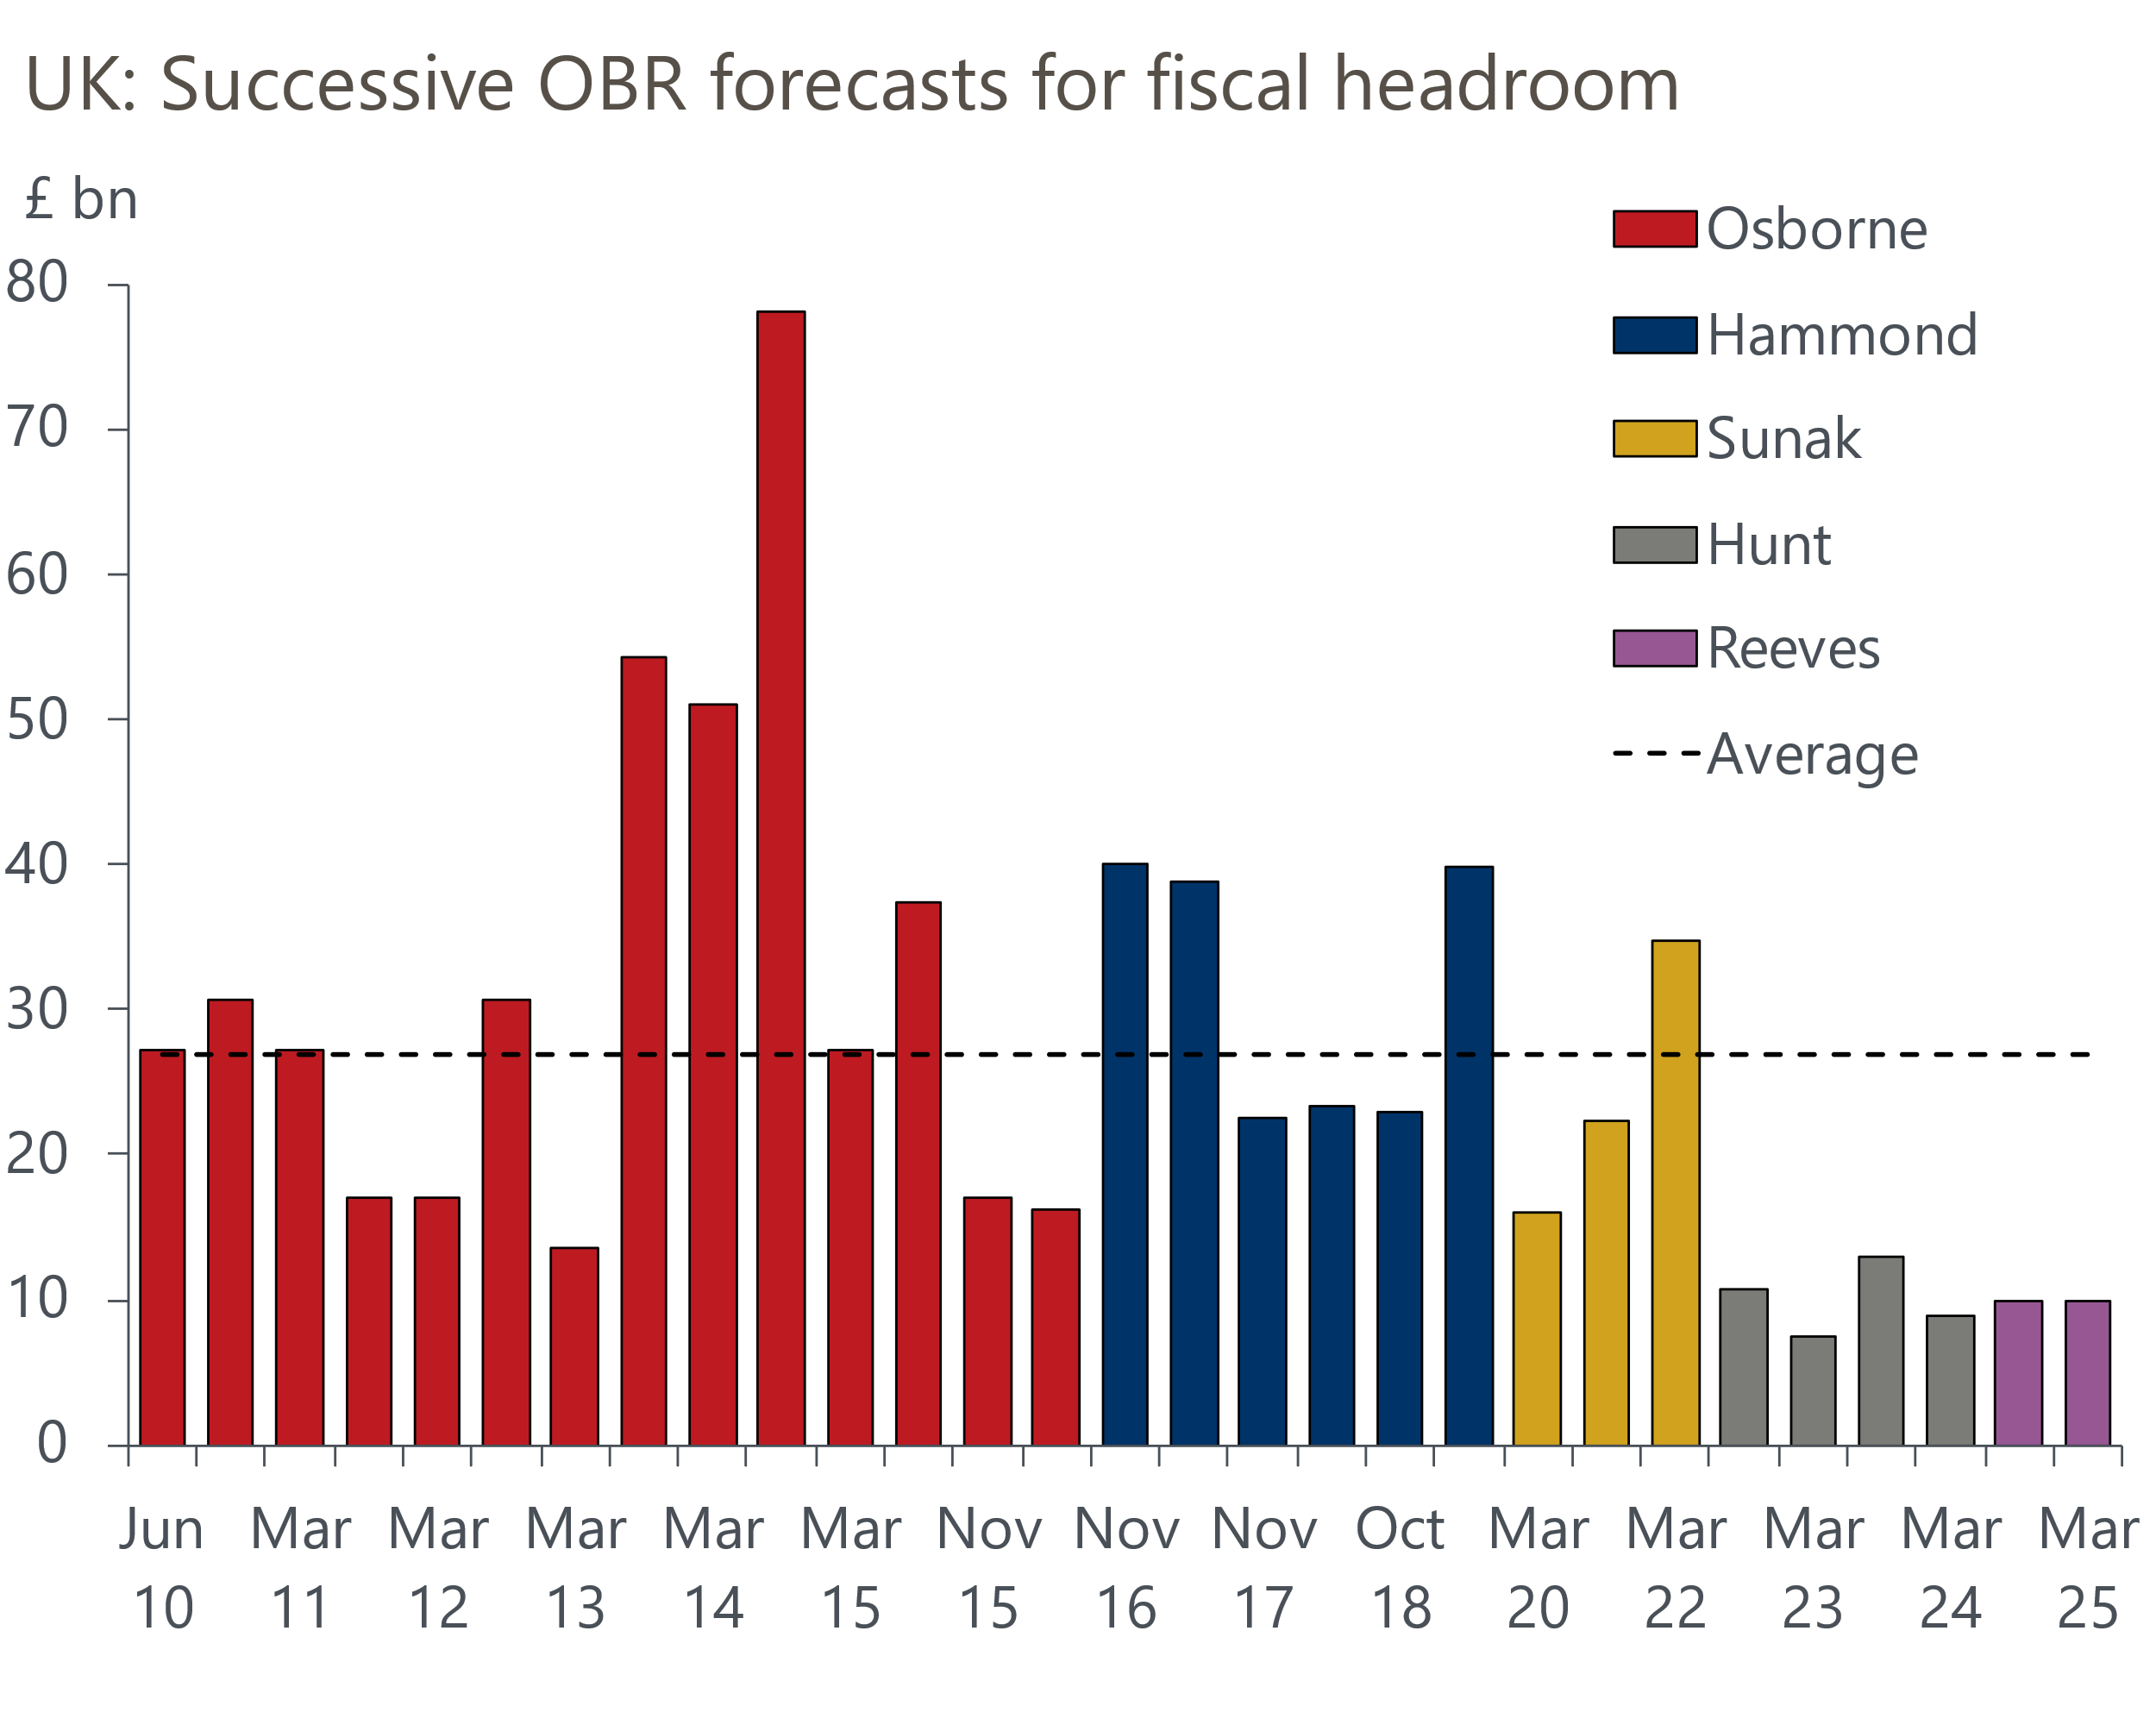 UK: Successive OBR forecasts for fiscal headroom
£ bn
80
70
60
50
40
30
20
10
0
Osborne
Hammond
Sunak
Hunt
Reeves
Average
Jun Mar Mar Mar Mar Mar Nov Nov Nov Oct Mar Mar Mar Mar Mar
10 11 12 13 14 15 15 16 17 18 20 22 23 24 25